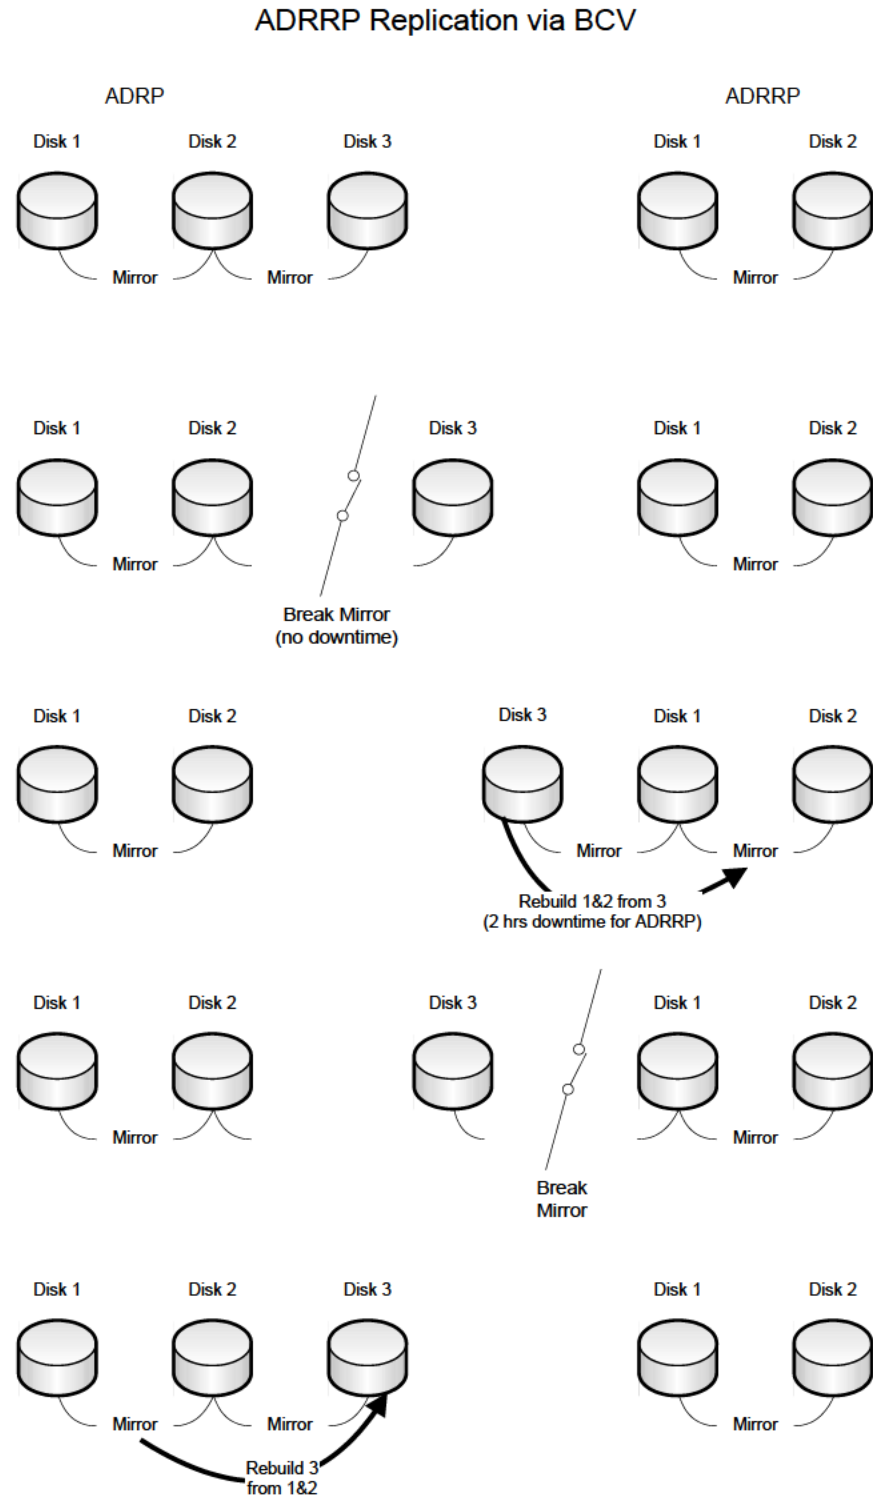 ADRRP Replication via BCV
ADRP
ADRRP
Disk 1
Disk 2
Disk 3
Disk 1
Disk 2
Mirror
Mirror
Mirror
Disk 1
Disk 2
Disk 3
Disk 1
Disk 2
Mirror
Mirror
Break Mirror
(no downtime)
Disk 1
Disk 2
Disk 3
Disk 1
Disk 2
Mirror
Mirror
Mirror
Rebuild 1&2 from 3
(2 hrs downtime for ADRRP)
Disk 1
Disk 2
Disk 3
Disk 1
Disk 2
Mirror
Mirror
Break
Mirror
Disk 1
Disk 2
Disk 3
Disk 1
Disk 2
Mirror
Mirror
Mirror
Rebuild 3
from 1&2